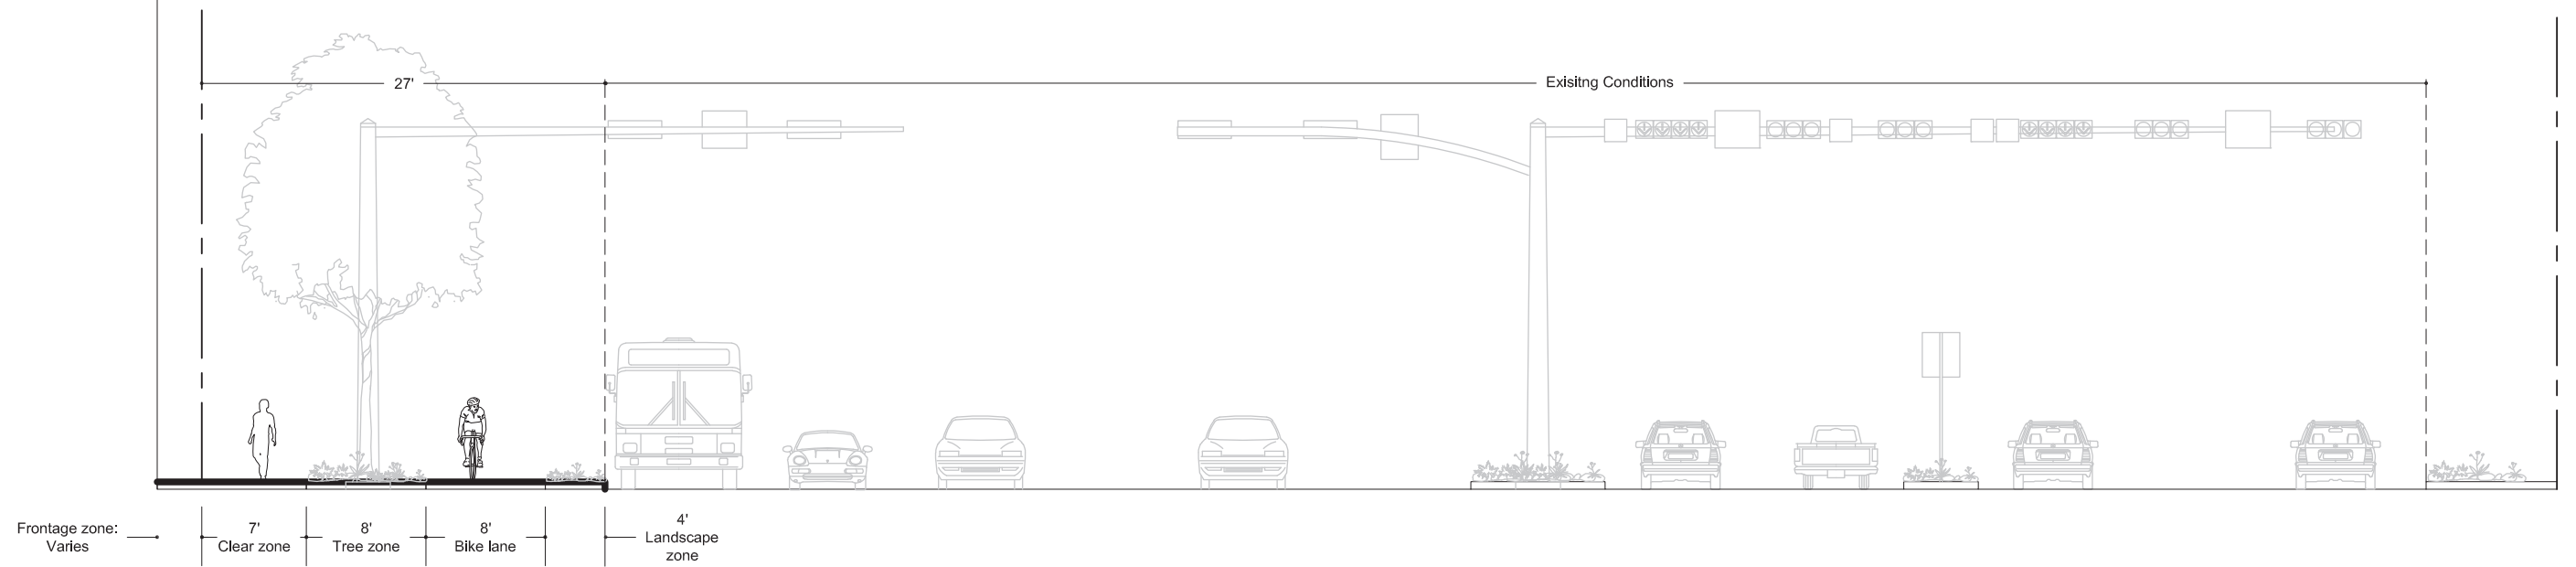 27'
Exisitng Conditions
Frontage zone:
Varies
7'
Clear zone
8'
Tree zone
8'
Bike lane
4'
Landscape
zone